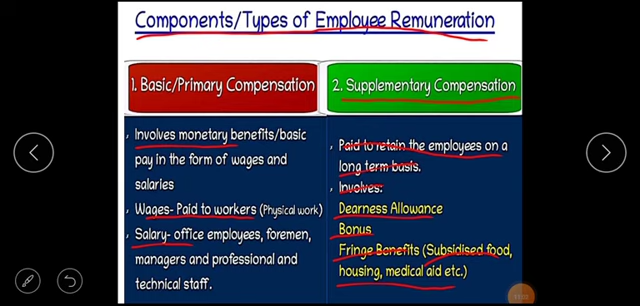 Components/Types of Employee Remuneration
1. Basic/Primary Compensation
Involves monetary benefits/basic
pay in the form of wages and
salaries
Wages- Paid to workers (Physical work)
Salary- office employees, foremen,
managers and professional and
technical staff.
2. Supplementary Compensation
Paid to retain the employees on a
long term basis.
Involves:
Dearness Allowance
Bonus
Fringe Benefits (Subsidised food,
housing, medical aid etc.)